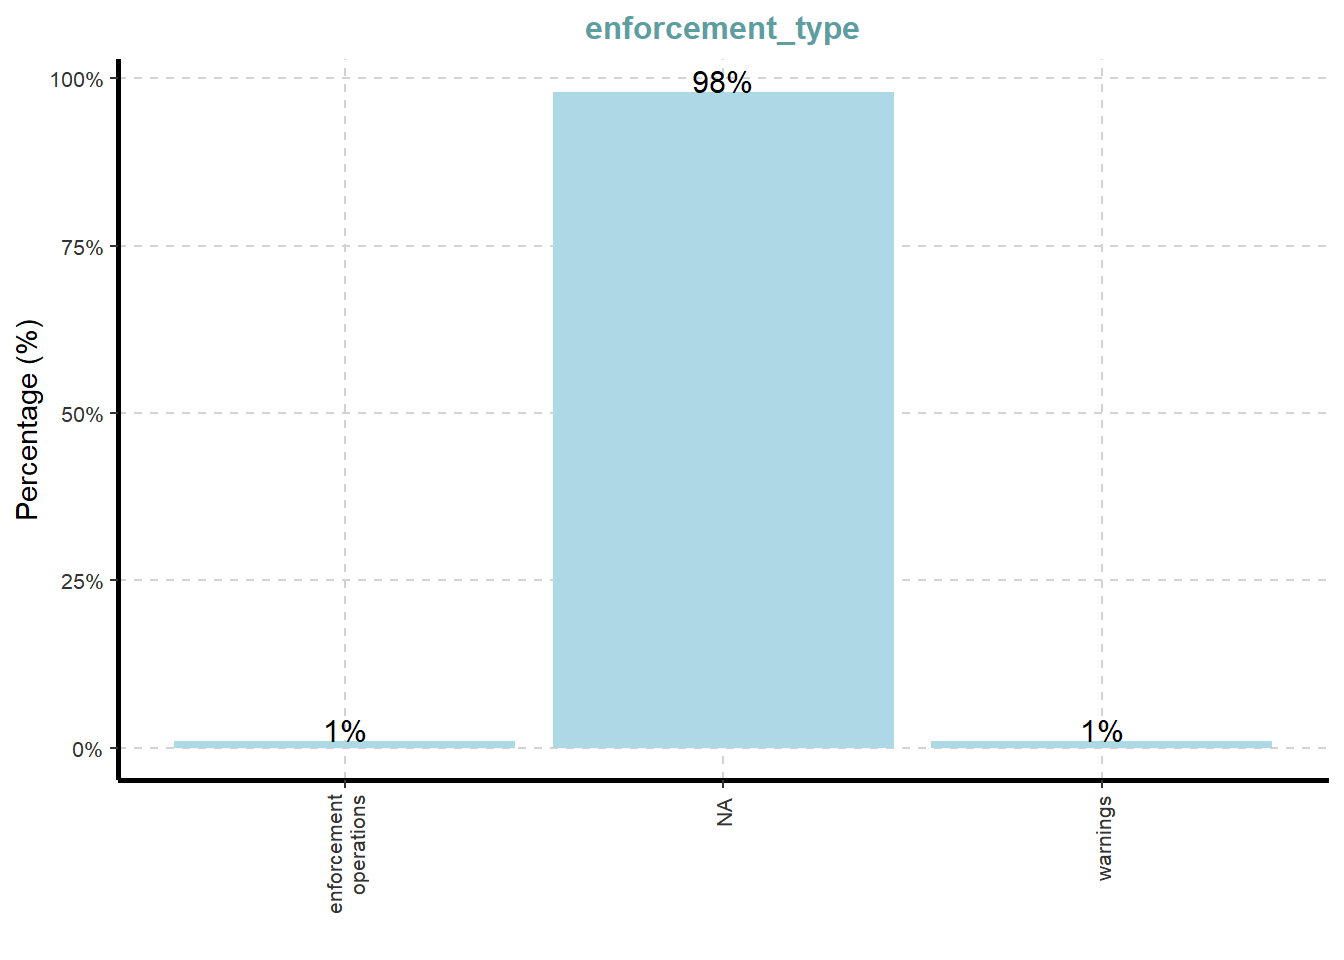 enforcement_type
100%
98%
75%
Percentage (%)
50%
25%
1%
1%
0%
enforcement
operations
NA
warnings